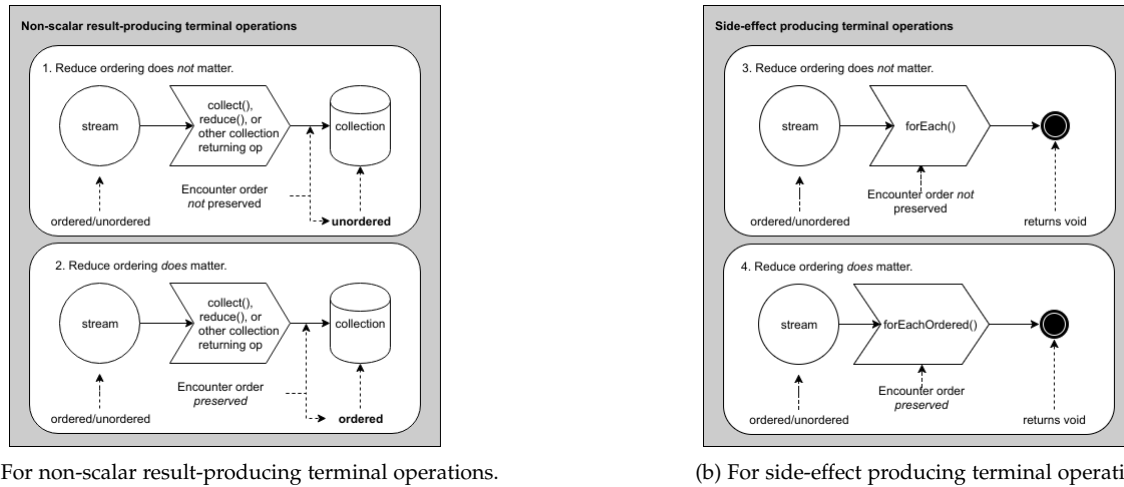 Non-scalar result-producing terminal operations
1. Reduce ordering does not matter.
stream
collect(),
reduce(), or
other collection
returning op
collection
Encounter order
not preserved
ordered/unordered
unordered
2. Reduce ordering does matter.
stream
collect(),
reduce(), or
other collection
returning op
collection
Encounter order
preserved
ordered/unordered
ordered
For non-scalar result-producing terminal operations.
Side-effect producing terminal operations
3. Reduce ordering does not matter.
stream
forEach()
Encounter order not
preserved
ordered/unordered
returns void
4. Reduce ordering does matter.
stream
forEachOrdered()
Encounter order
preserved
ordered/unordered
returns void
(b) For side-effect producing terminal operati